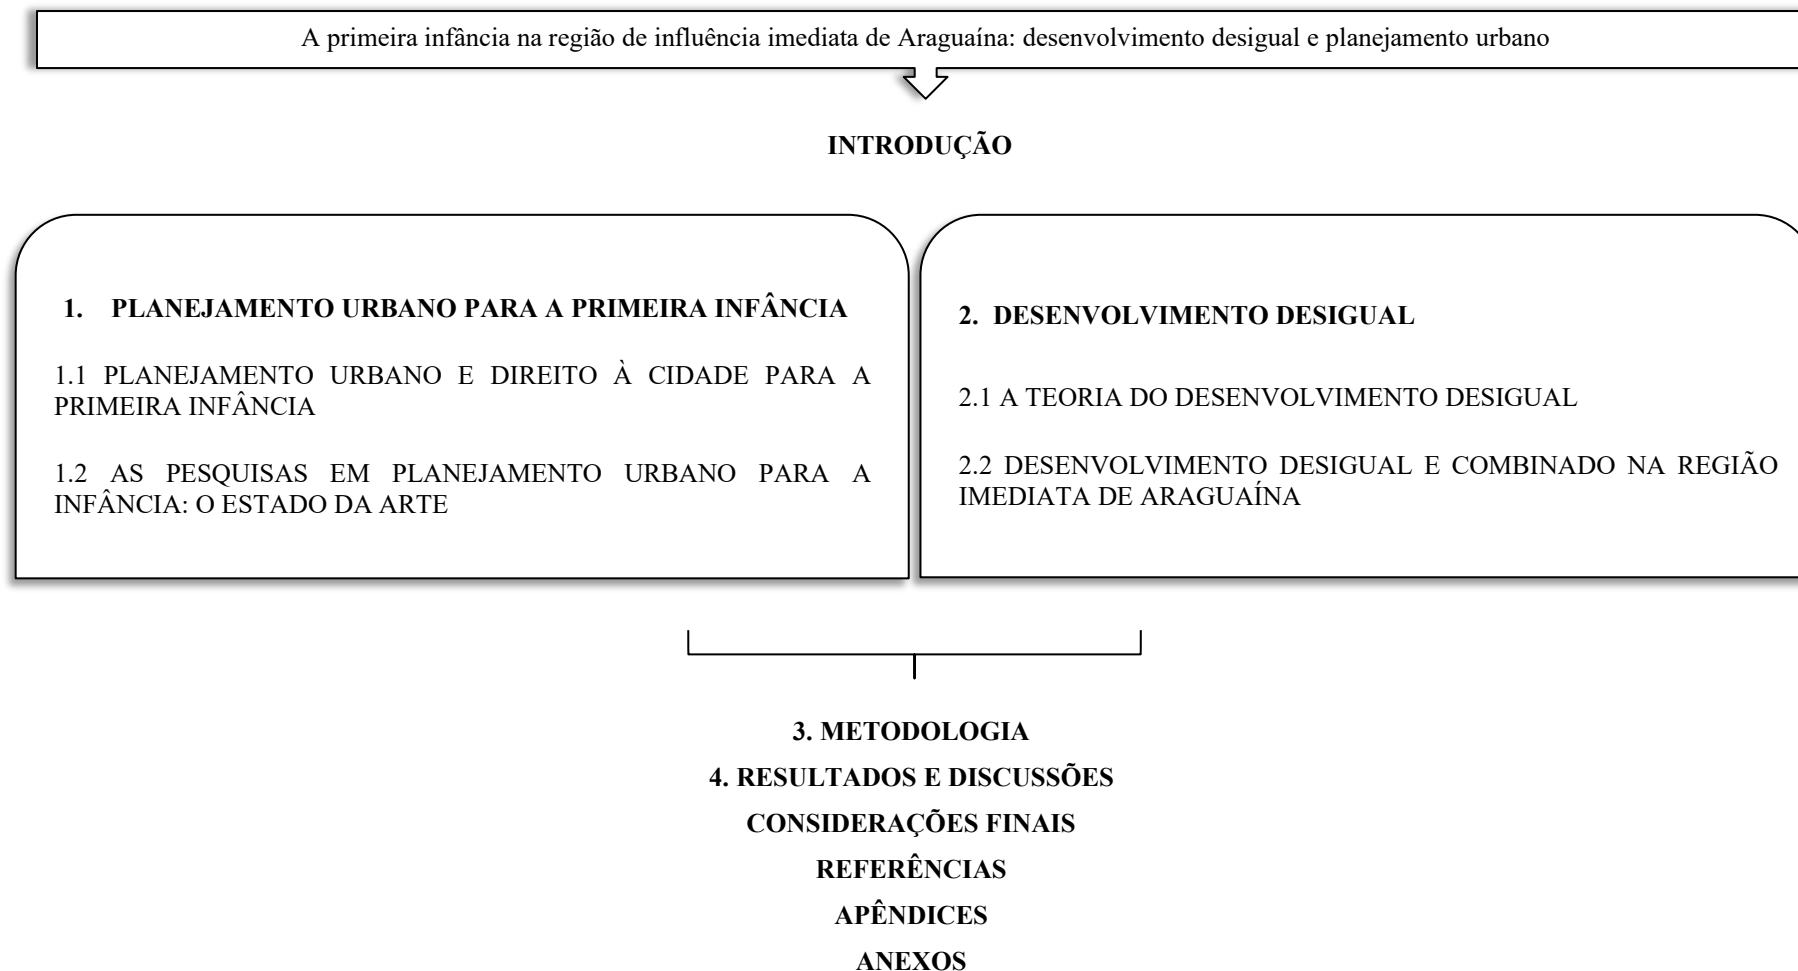 A primeira infância na região de influência imediata de Araguaína: desenvolvimento desigual e planejamento urbano
INTRODUÇÃO
1. PLANEJAMENTO URBANO PARA A PRIMEIRA INFÂNCIA
1.1 PLANEJAMENTO URBANO E DIREITO À CIDADE PARA A
PRIMEIRA INFÂNCIA
1.2 AS PESQUISAS EM PLANEJAMENTO URBANO PARA A
INFÂNCIA: O ESTADO DA ARTE
2. DESENVOLVIMENTO DESIGUAL
2.1 A TEORIA DO DESENVOLVIMENTO DESIGUAL
2.2 DESENVOLVIMENTO DESIGUAL E COMBINADO NA REGIÃO
IMEDIATA DE ARAGUAÍNA
3. METODOLOGIA
4. RESULTADOS E DISCUSSÕES
CONSIDERAÇÕES FINAIS
REFERÊNCIAS
APÊNDICES
ANEXOS